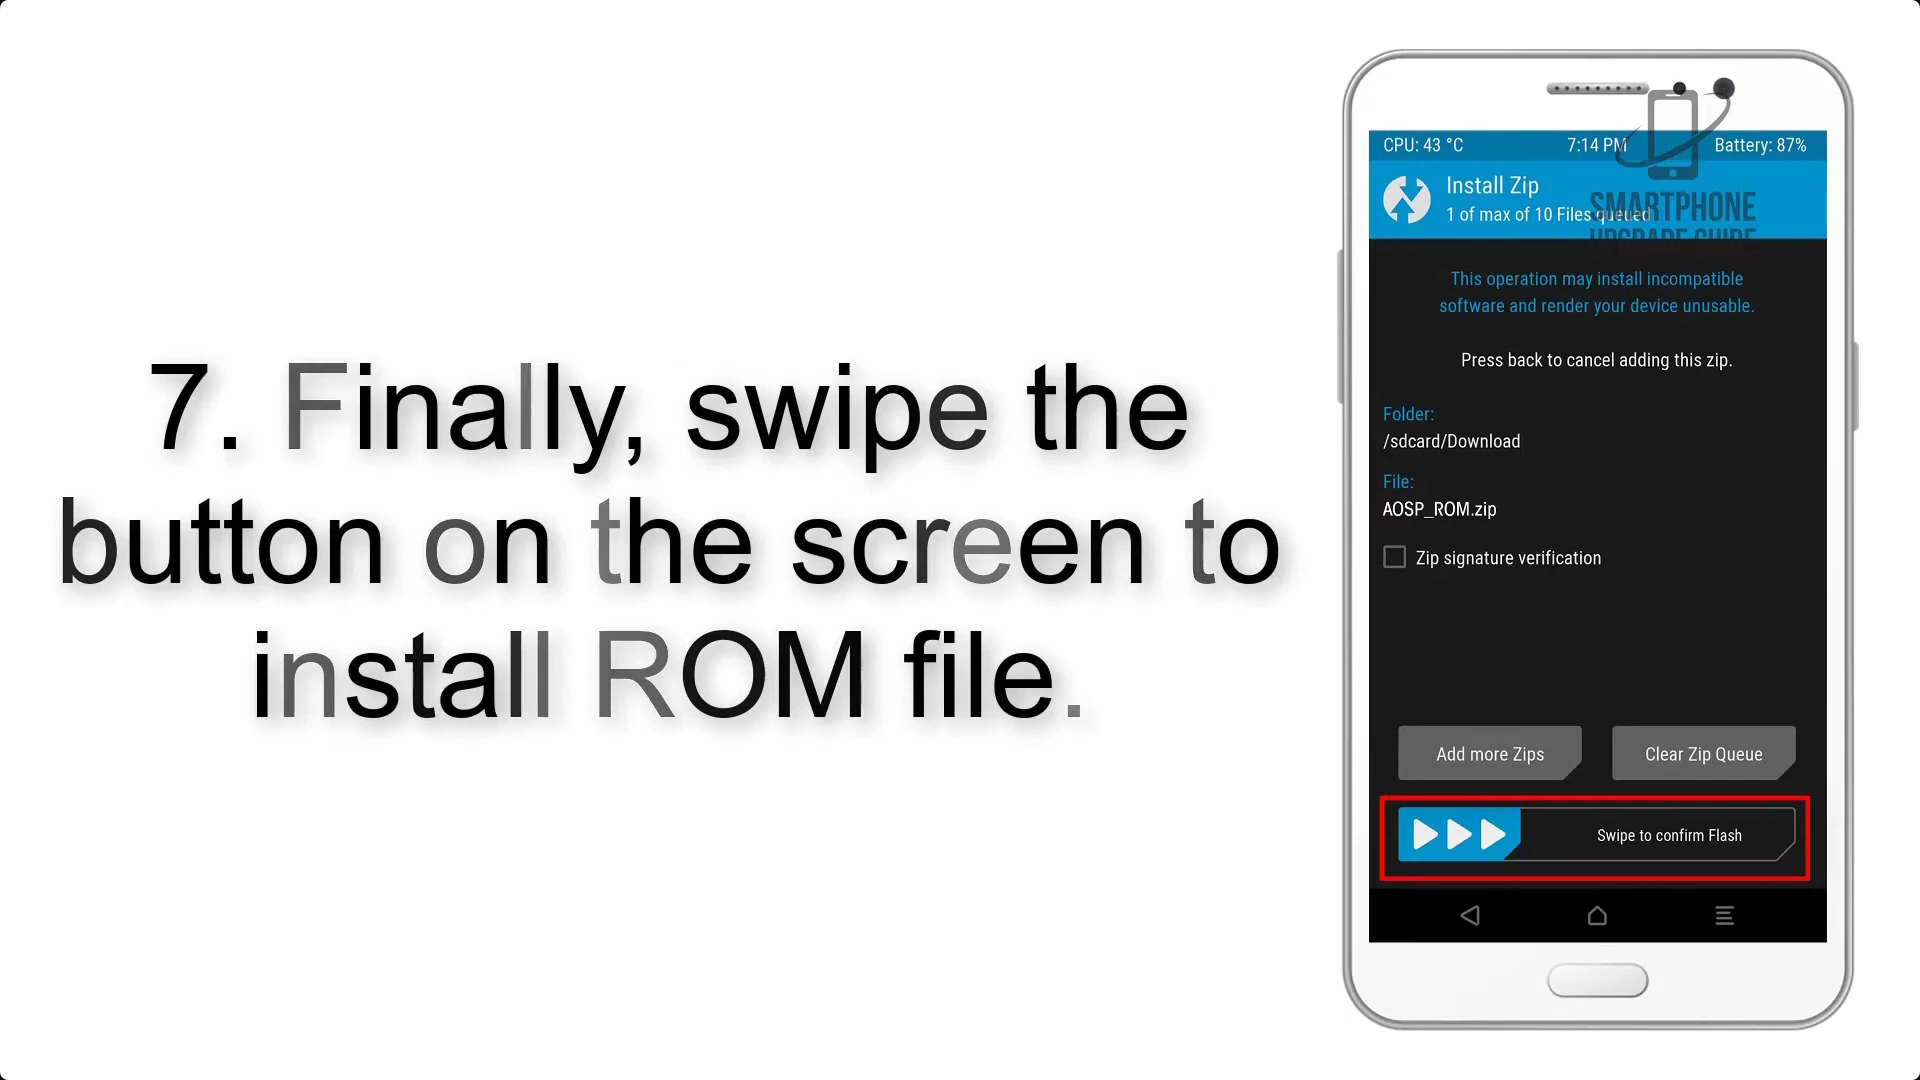 7. Finally, swipe the
button on the screen to
install ROM file.
CPU: 43 °C 7:14 PM Battery: 87%
Install Zip
1 of max of 10 Files queued
SMARTPHONE
UPGRADE GUIDE
This operation may install incompatible
software and render your device unusable.
Press back to cancel adding this zip.
Folder:
/sdcard/Download
File:
AOSP_ROM.zip
Zip signature verification
Add more Zips Clear Zip Queue
Swipe to confirm Flash